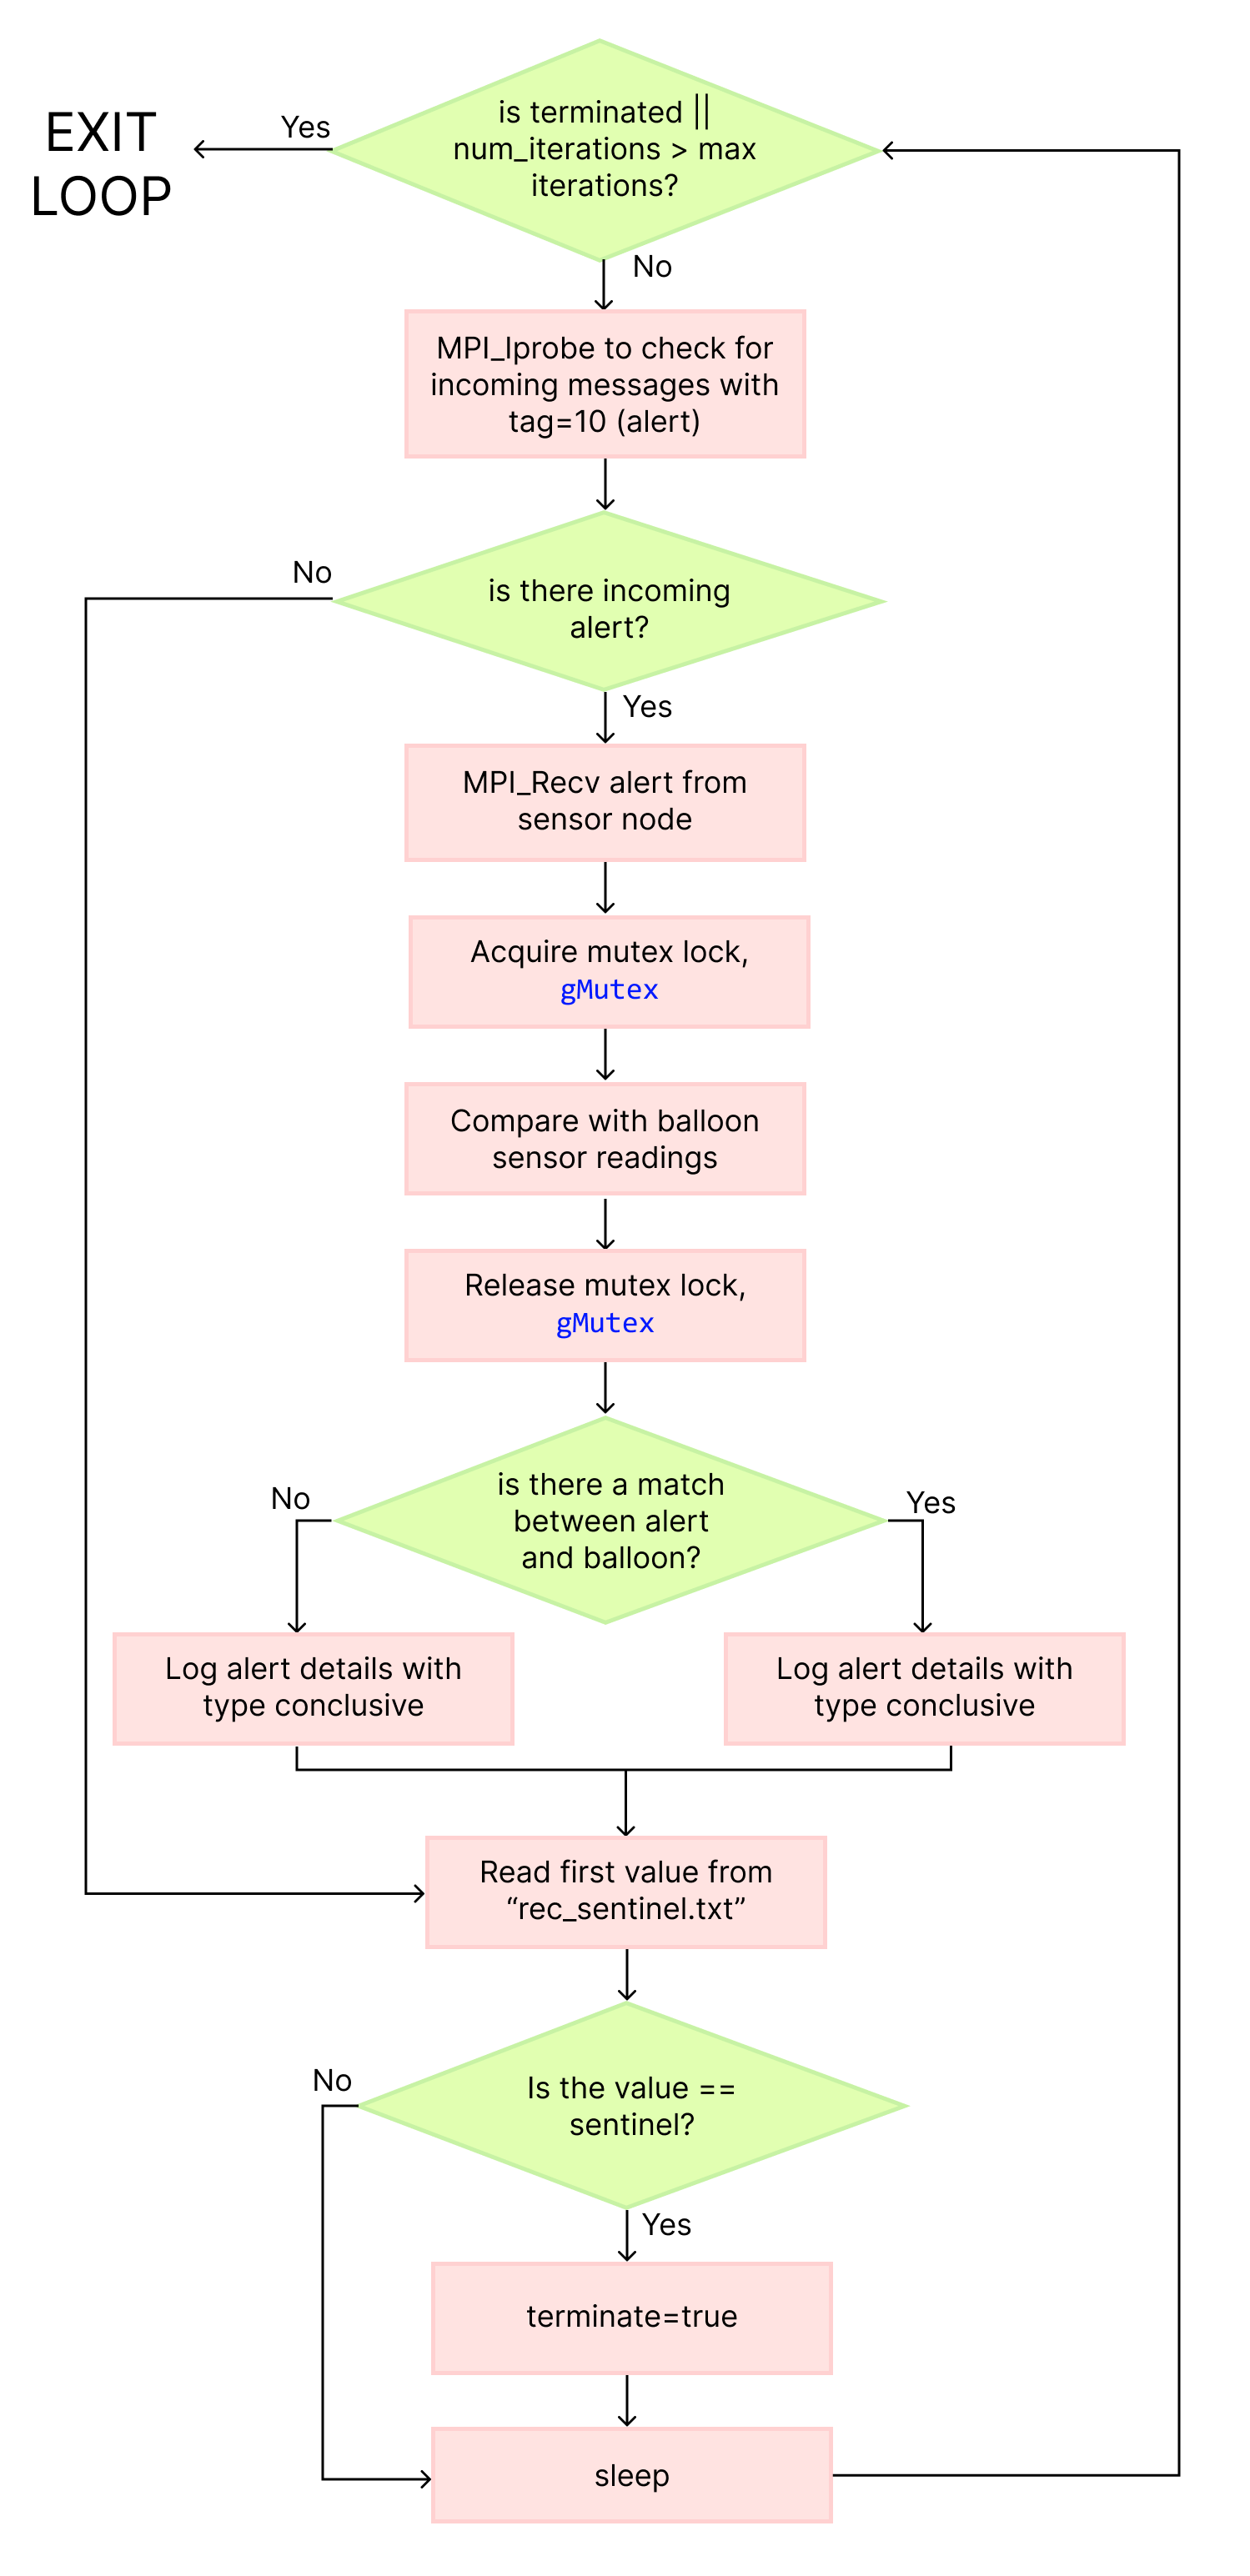 is terminated ||
num_iterations > max
iterations?
Yes
EXIT
LOOP
No
MPI_Iprobe to check for
incoming messages with
tag=10 (alert)
is there incoming
alert?
No
Yes
MPI_Recv alert from
sensor node
Acquire mutex lock,
gMutex
Compare with balloon
sensor readings
Release mutex lock,
gMutex
is there a match
between alert
and balloon?
No
Yes
Log alert details with
type conclusive
Log alert details with
type conclusive
Read first value from
“rec_sentinel.txt”
Is the value ==
sentinel?
No
Yes
terminate=true
sleep